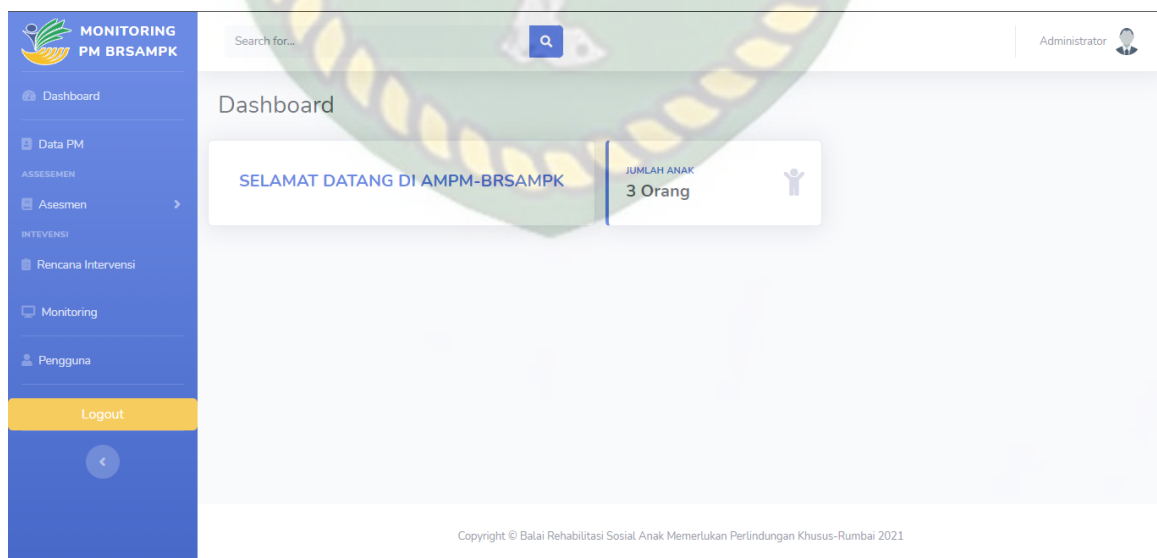 MONITORING
PM BRSAMPK
Search for...
Administrator
Dashboard
Data PM
ASSESEMEN
Asesmen
INTEVENSI
Rencana Intervensi
Monitoring
Pengguna
Logout
Dashboard
SELAMAT DATANG DI AMPM-BRSAMPK
JUMLAH ANAK
3 Orang
Copyright © Balai Rehabilitasi Sosial Anak Memerlukan Perlindungan Khusus-Rumbai 2021